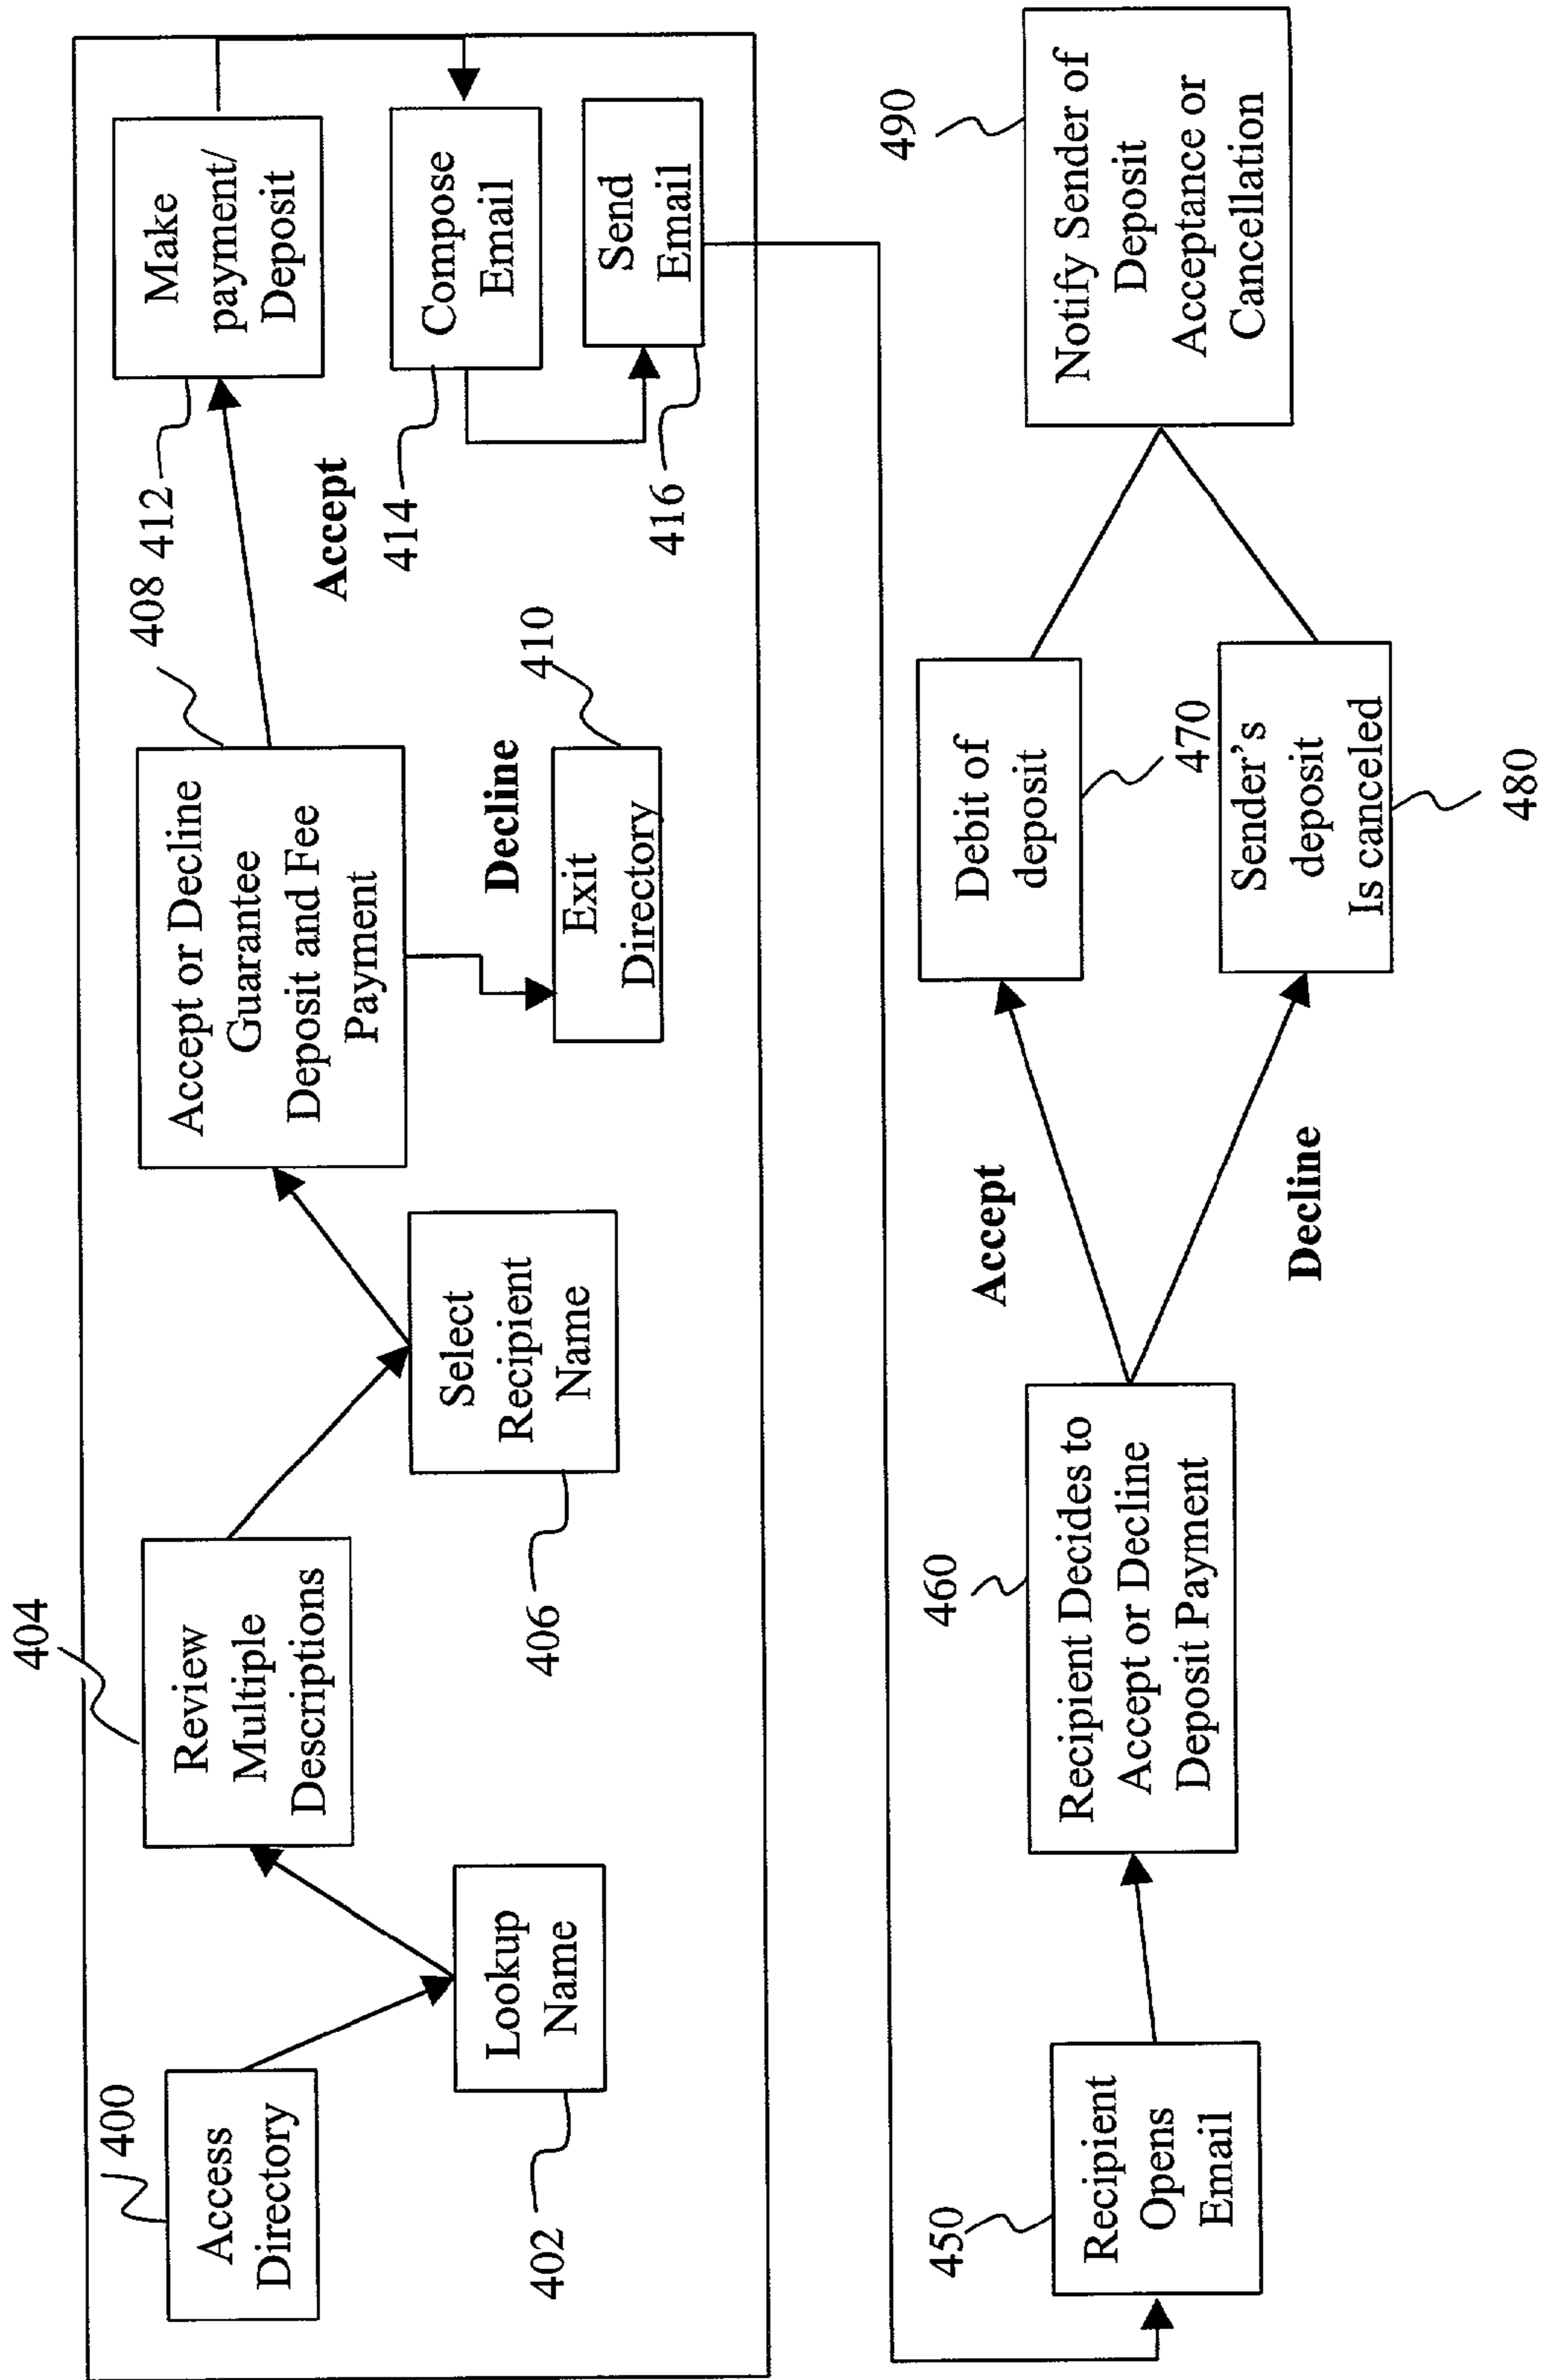 400
Access
Directory
402
Lookup
Name
404
Review
Multiple
Descriptions
406
Select
Recipient
Name
408
Accept or Decline
Guarantee
Deposit and Fee
Payment
Decline
410
Exit
Directory
Accept
412
Make
payment/
Deposit
414
Compose
Email
416
Send
Email
450
Recipient
Opens
Email
460
Recipient Decides to
Accept or Decline
Deposit Payment
Accept
Decline
Debit of
deposit
470
Sender's
deposit
Is canceled
480
490
Notify Sender of
Deposit
Acceptance or
Cancellation